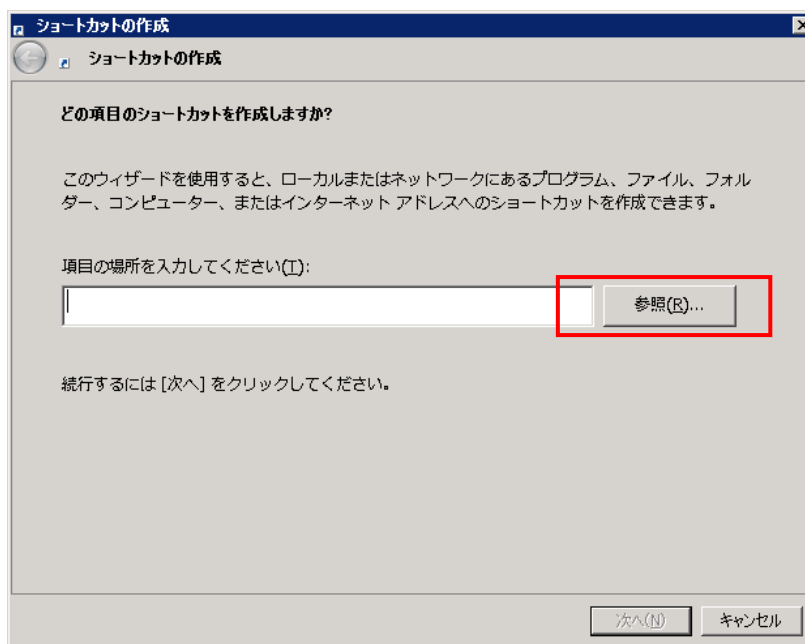 ショートカットの作成
ショートカットの作成
どの項目のショートカットを作成しますか?
このウィザードを使用すると、ローカルまたはネットワークにあるプログラム、ファイル、フォル
ダー、コンピューター、またはインターネット アドレスへのショートカットを作成できます。
項目の場所を入力してください(T):
参照(R)...
続行するには [次へ] をクリックしてください。
次へ(N)
キャンセル